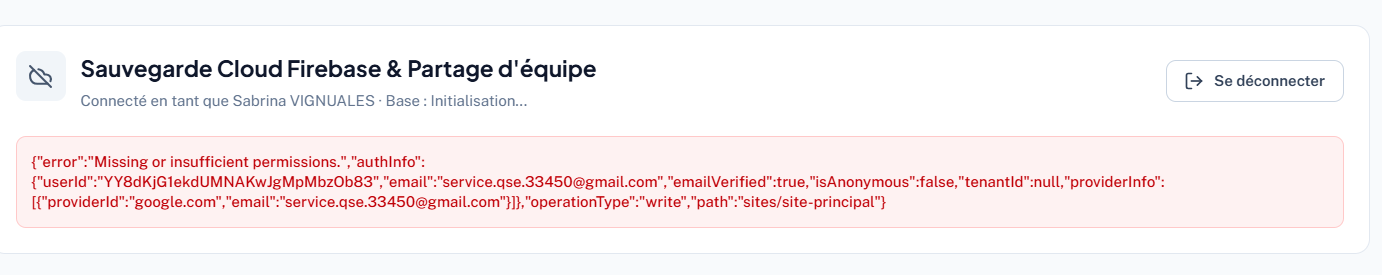 Sauvegarde Cloud Firebase & Partage d'équipe
Connecté en tant que Sabrina VIGNUALES · Base : Initialisation...
Se déconnecter
{"error":"Missing or insufficient permissions.","authInfo":
{"userId":"YY8dKjG1ekdUMNAKwJgMpMbzOb83","email":"service.qse.33450@gmail.com","emailVerified":true,"isAnonymous":false,"tenantId":null,"providerInfo":
[{"providerId":"google.com","email":"service.qse.33450@gmail.com"}]},"operationType":"write","path":"sites/site-principal"}